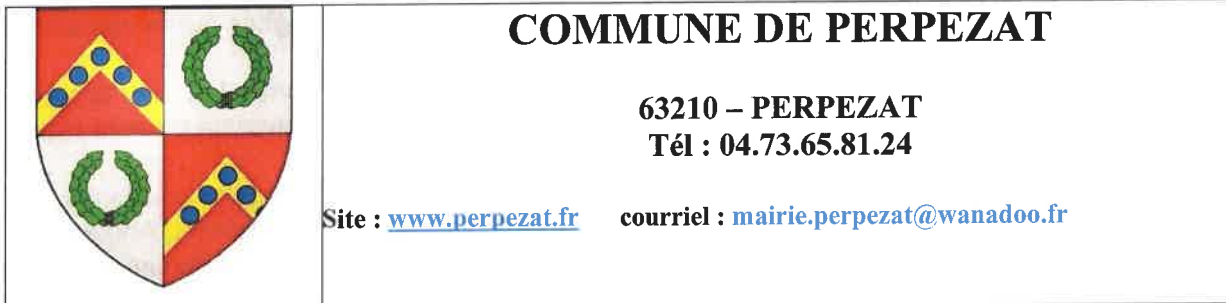 COMMUNE DE PERPEZAT
63210 – PERPEZAT
Tél : 04.73.65.81.24
Site : www.perpezat.fr courriel : mairie.perpezat@wanadoo.fr